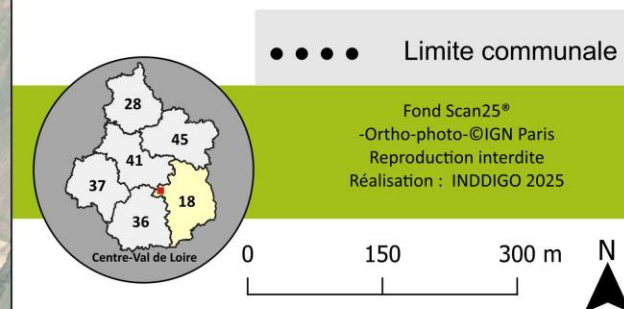 Limite communale
Fond Scan25®
-Ortho-photo-©IGN Paris
Reproduction interdite
Réalisation : INDDIGO 2025
28
45
41
37
18
36
Centre-Val de Loire
0 150 300 m
N